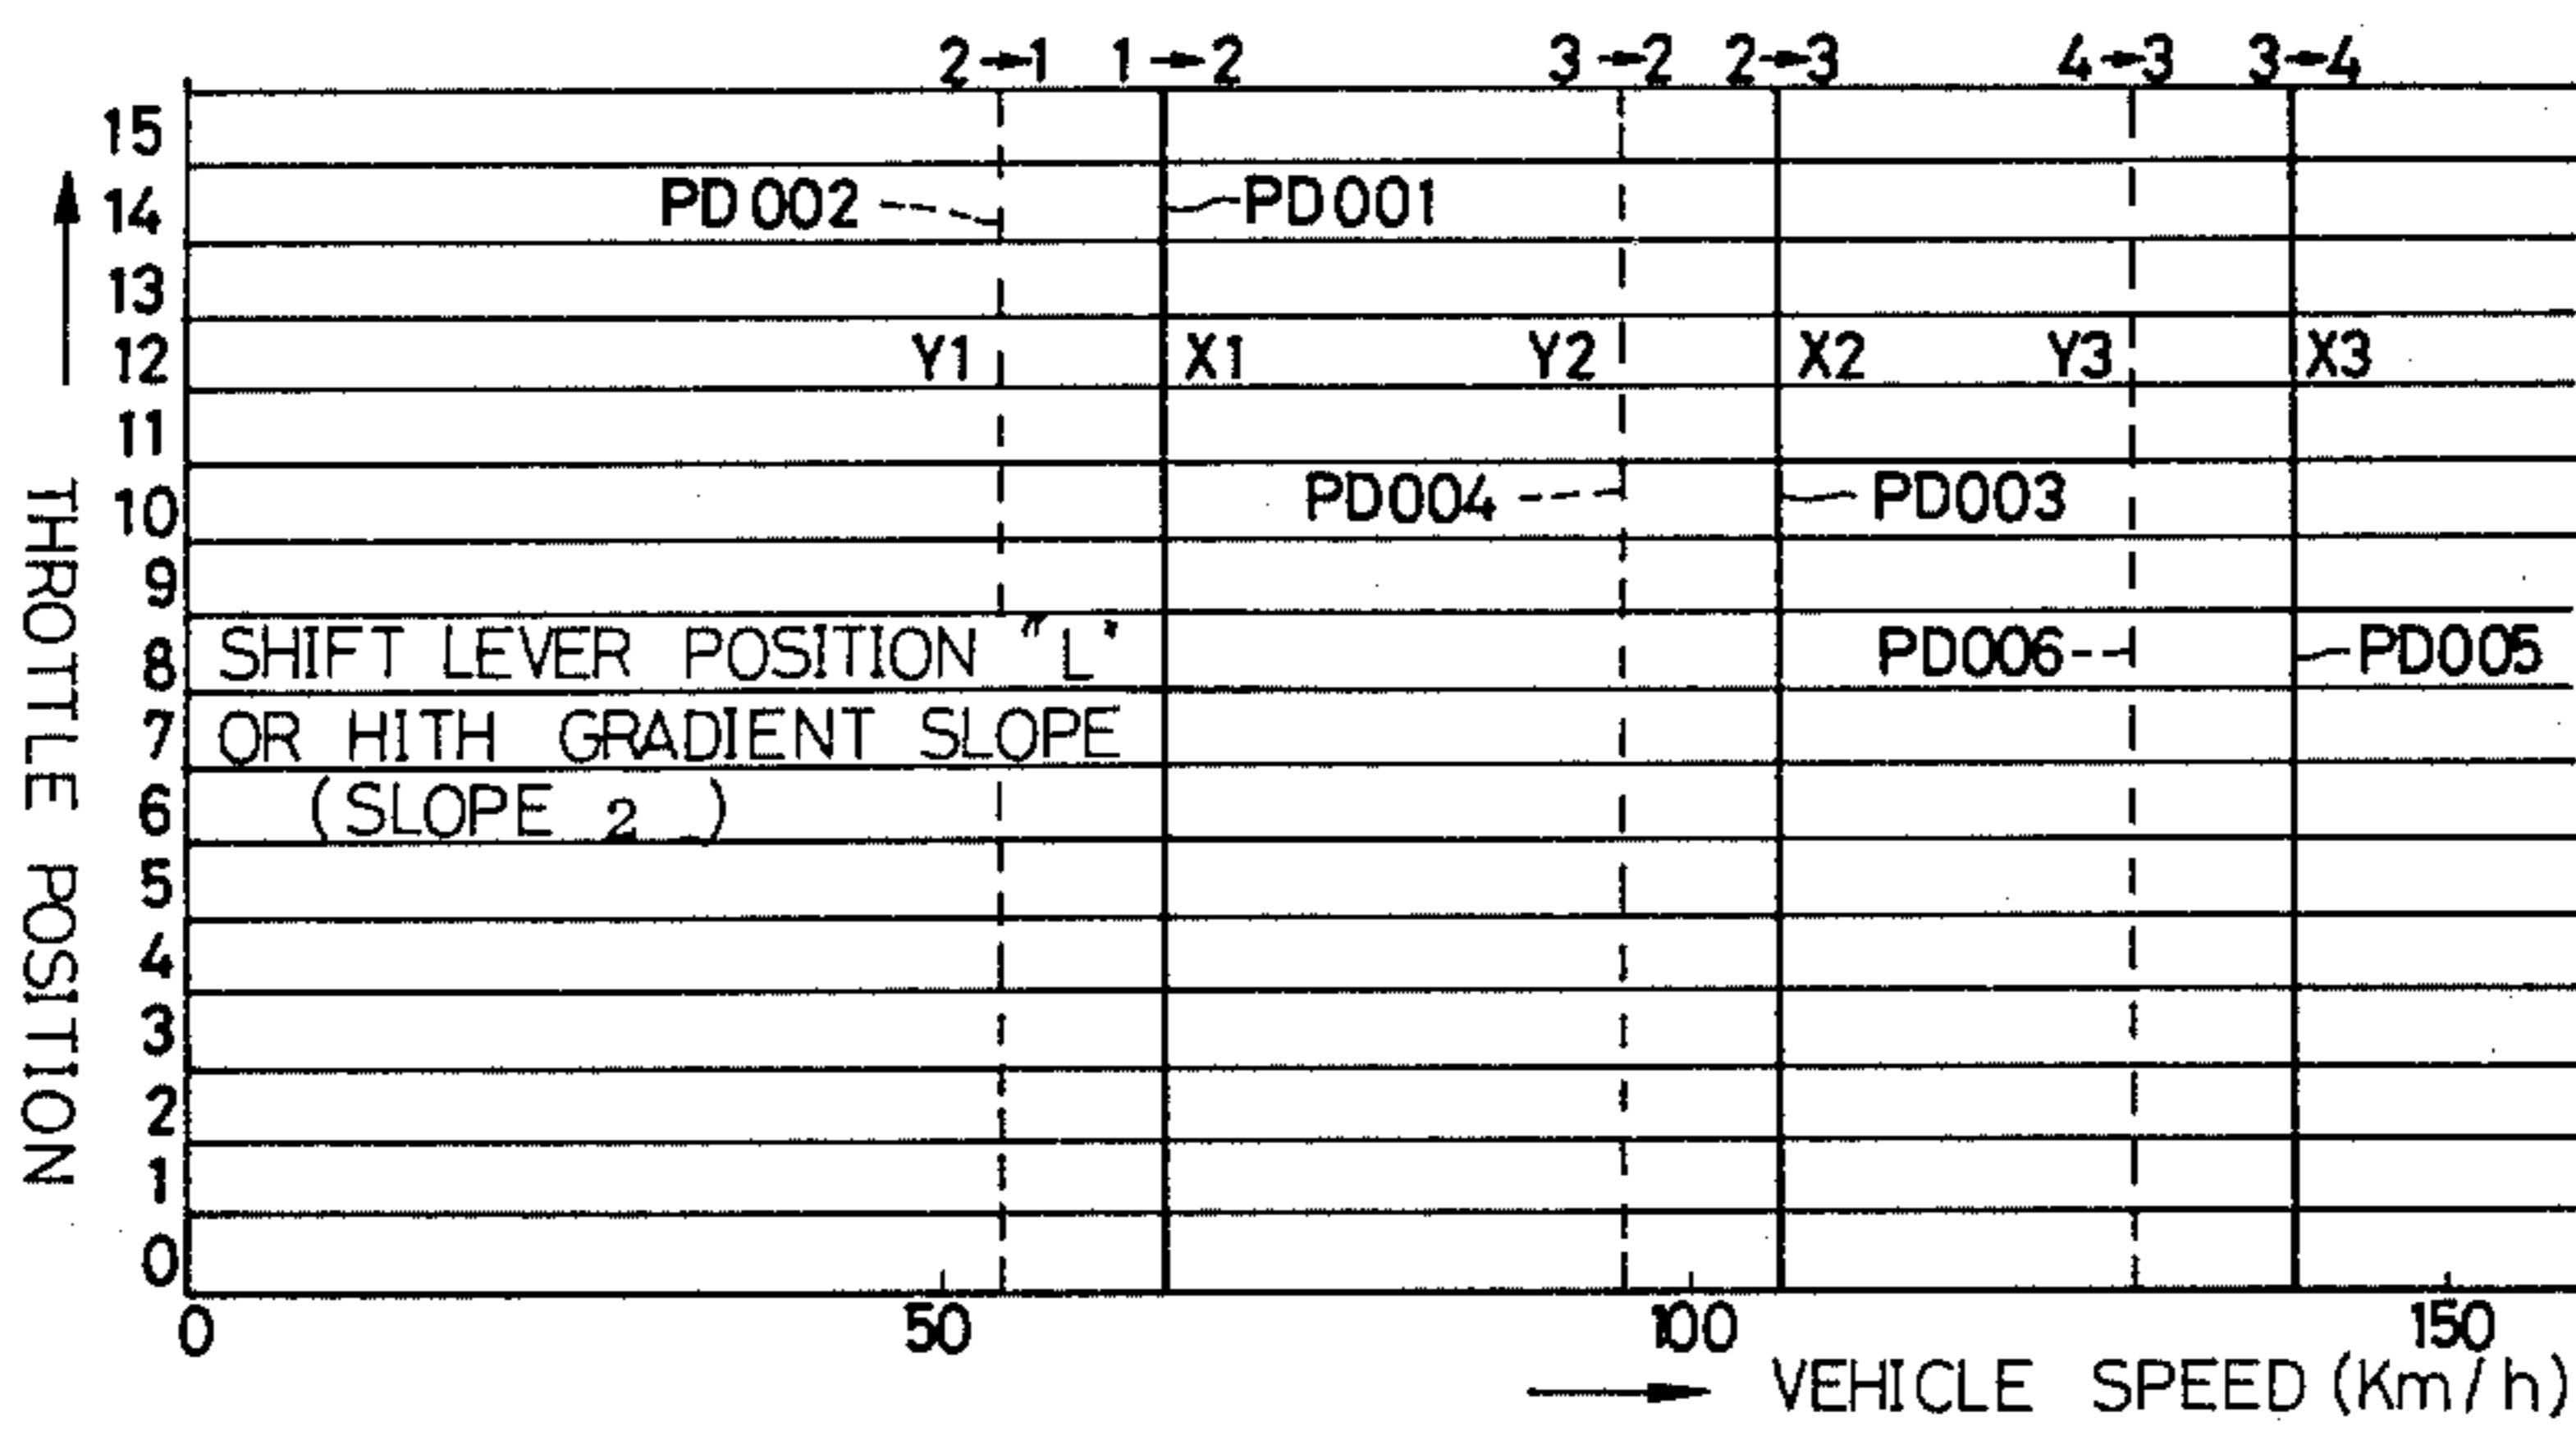 2→1 1→2 3→2 2→3 4→3 3→4
15
14 PD002 PD001
13
12 Y1 X1 Y2 X2 Y3 X3
11
10 PD004 PD003
9
8 SHIFT LEVER POSITION "L" PD006 PD005
7 OR HITH GRADIENT SLOPE
6 (SLOPE 2 )
5
4
3
2
1
0
0 50 100 150
VEHICLE SPEED (Km/h)
THROTTLE POSITION